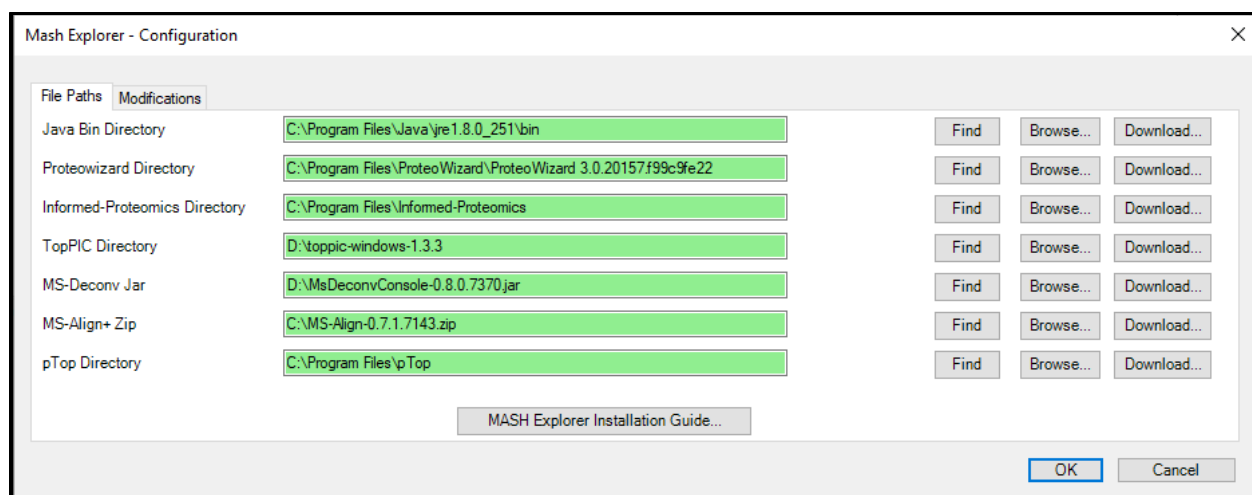 Mash Explorer - Configuration
File Paths Modifications
Java Bin Directory C:\Program Files\Java\jre1.8.0_251\bin Find Browse... Download...
Proteowizard Directory C:\Program Files\ProteoWizard\ProteoWizard 3.0.20157.f99c9fe22 Find Browse... Download...
Informed-Proteomics Directory C:\Program Files\Informed-Proteomics Find Browse... Download...
TopPIC Directory D:\toppic-windows-1.3.3 Find Browse... Download...
MS-Deconv Jar D:\MsDeconvConsole-0.8.0.7370.jar Find Browse... Download...
MS-Align+ Zip C:\MS-Align-0.7.1.7143.zip Find Browse... Download...
pTop Directory C:\Program Files\pTop Find Browse... Download...
MASH Explorer Installation Guide...
OK Cancel